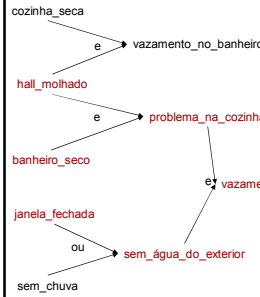 cozinha_seca
e
vazamento_no_banheiro
hall_molhado
e
problema_na_cozinha
banheiro_seco
e
janela_fechada
ou
sem_água_do_exterior
sem_chuva